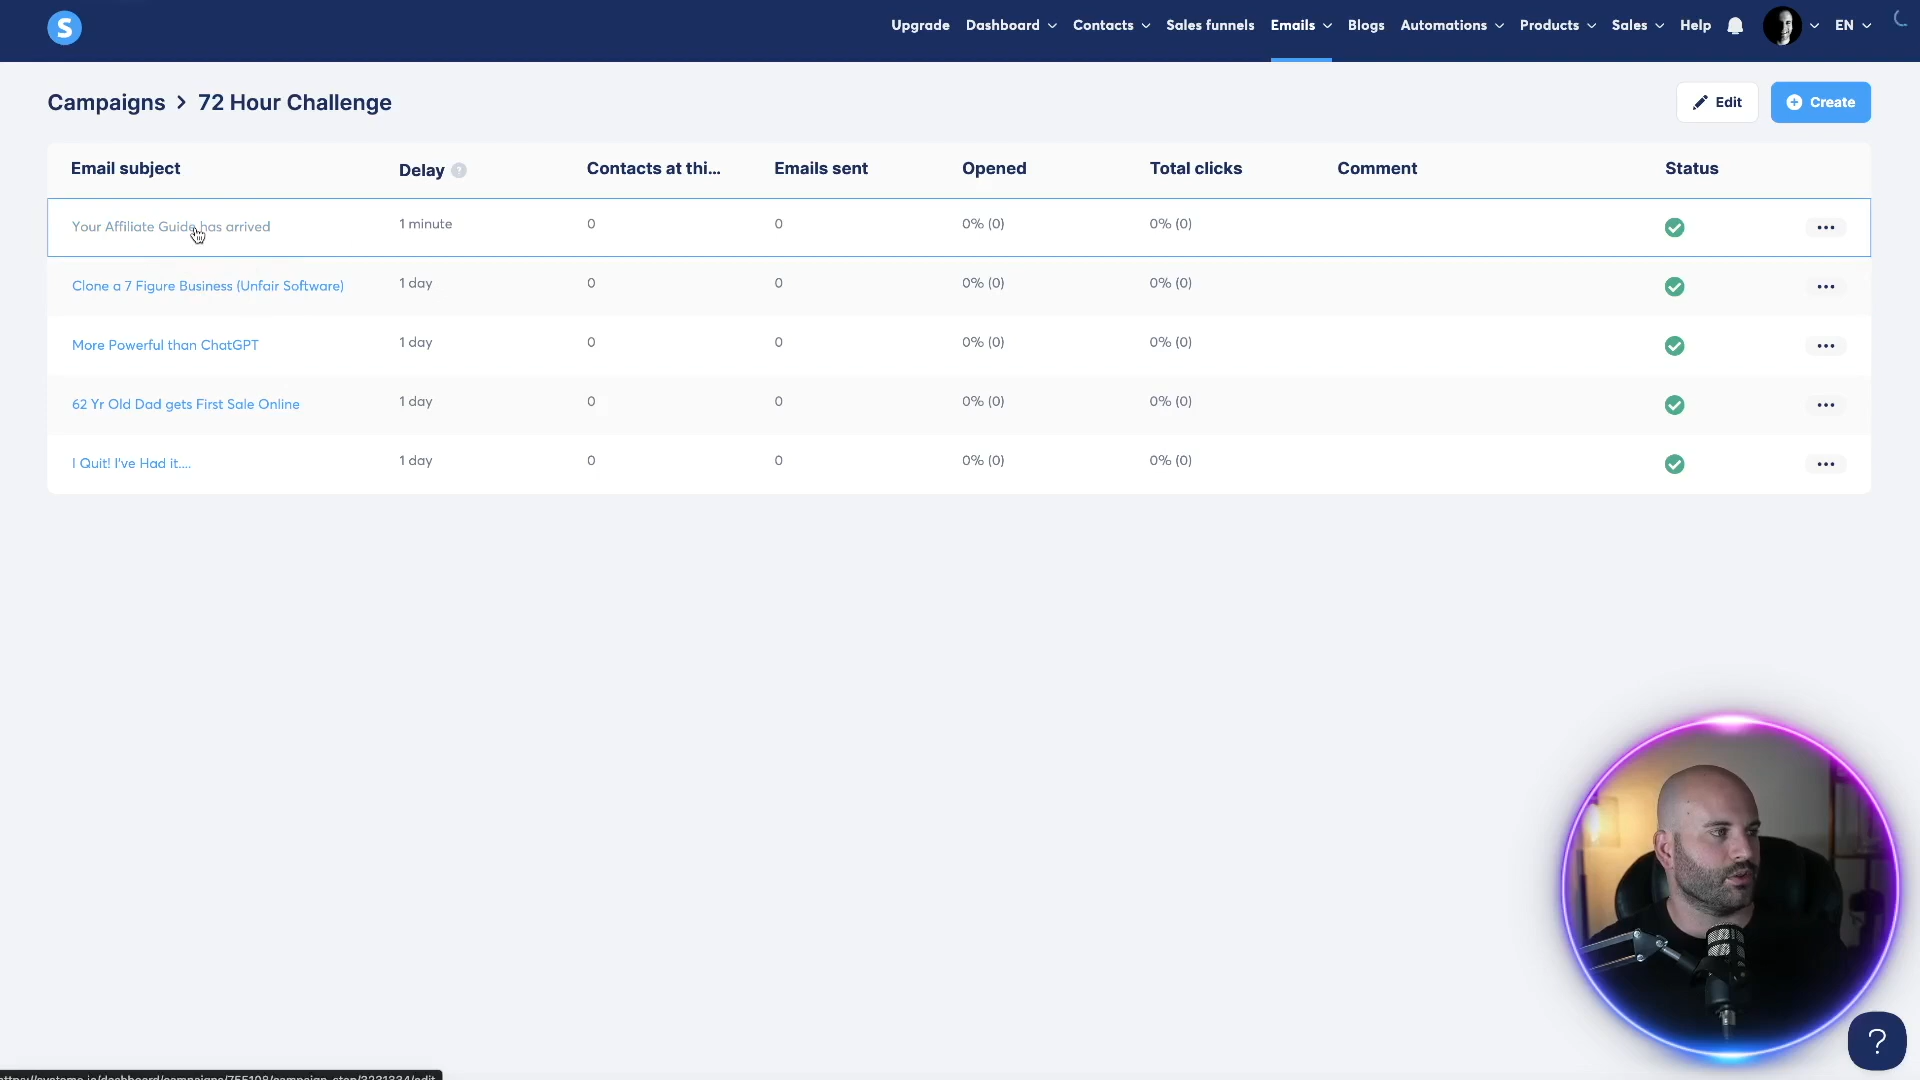 S Upgrade Dashboard Contacts Sales funnels Emails Blogs Automations Products Sales Help EN
Campaigns > 72 Hour Challenge Edit Create
Email subject Delay ? Contacts at thi... Emails sent Opened Total clicks Comment Status
Your Affiliate Guide has arrived 1 minute 0 0 0% (0) 0% (0)
Clone a 7 Figure Business (Unfair Software) 1 day 0 0 0% (0) 0% (0)
More Powerful than ChatGPT 1 day 0 0 0% (0) 0% (0)
62 Yr Old Dad gets First Sale Online 1 day 0 0 0% (0) 0% (0)
I Quit! I've Had it.... 1 day 0 0 0% (0) 0% (0)
?